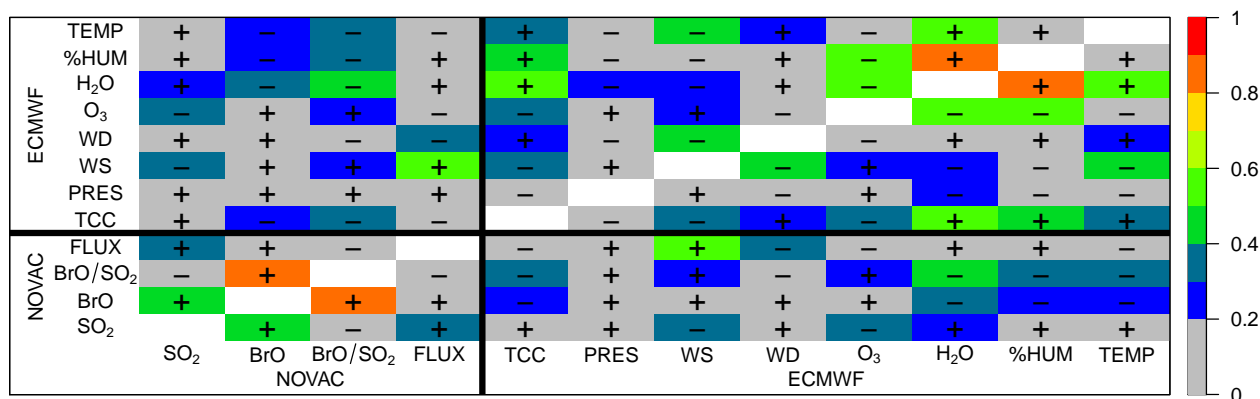 TEMP + – – – + – – + – + +
%HUM + – – + + – – + – + +
H₂O + – – + + – – + – + +
O₃ – + + – – + + – – – –
WD + + – – + – – – + + +
WS – + + + – + – + – – –
PRES + + + + – + – + – – –
TCC + – – – – – + – + + +
FLUX + + – – + + – – + + –
BrO/SO₂ – + – – + + – + – – –
BrO + + + – + + + + – – –
SO₂ + – + + + – + – + + +
SO₂ BrO BrO/SO₂ FLUX TCC PRES WS WD O₃ H₂O %HUM TEMP
NOVAC ECMWF
ECMWF
NOVAC
1
0.8
0.6
0.4
0.2
0